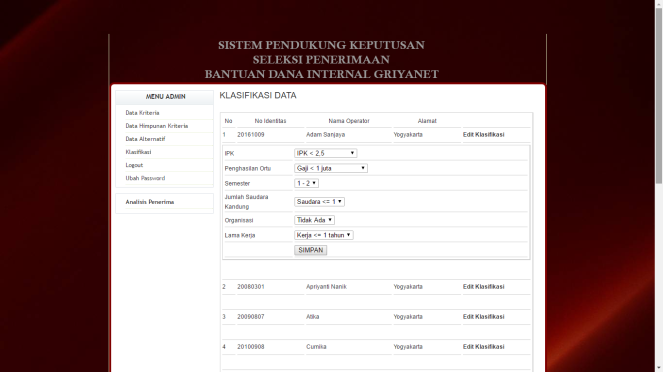 SISTEM PENDUKUNG KEPUTUSAN
SELEKSI PENERIMAAN
BANTUAN DANA INTERNAL GRIYANET
MENU ADMIN
Data Kriteria
Data Himpunan Kriteria
Data Alternatif
Klasifikasi
Logout
Ubah Password
Analisis Penerima
KLASIFIKASI DATA
No No Identitas Nama Operator Alamat
1 20161009 Adam Sanjaya Yogyakarta Edit Klasifikasi
IPK IPK < 2,5
Penghasilan Ortu Gaji < 1 juta
Semester 1 - 2
Jumlah Saudara
Kandung Saudara <= 1
Organisasi Tidak Ada
Lama Kerja Kerja <= 1 tahun
SIMPAN
2 20080301 Apriyanti Nanik Yogyakarta Edit Klasifikasi
3 20090807 Atika Yogyakarta Edit Klasifikasi
4 20100908 Cumika Yogyakarta Edit Klasifikasi